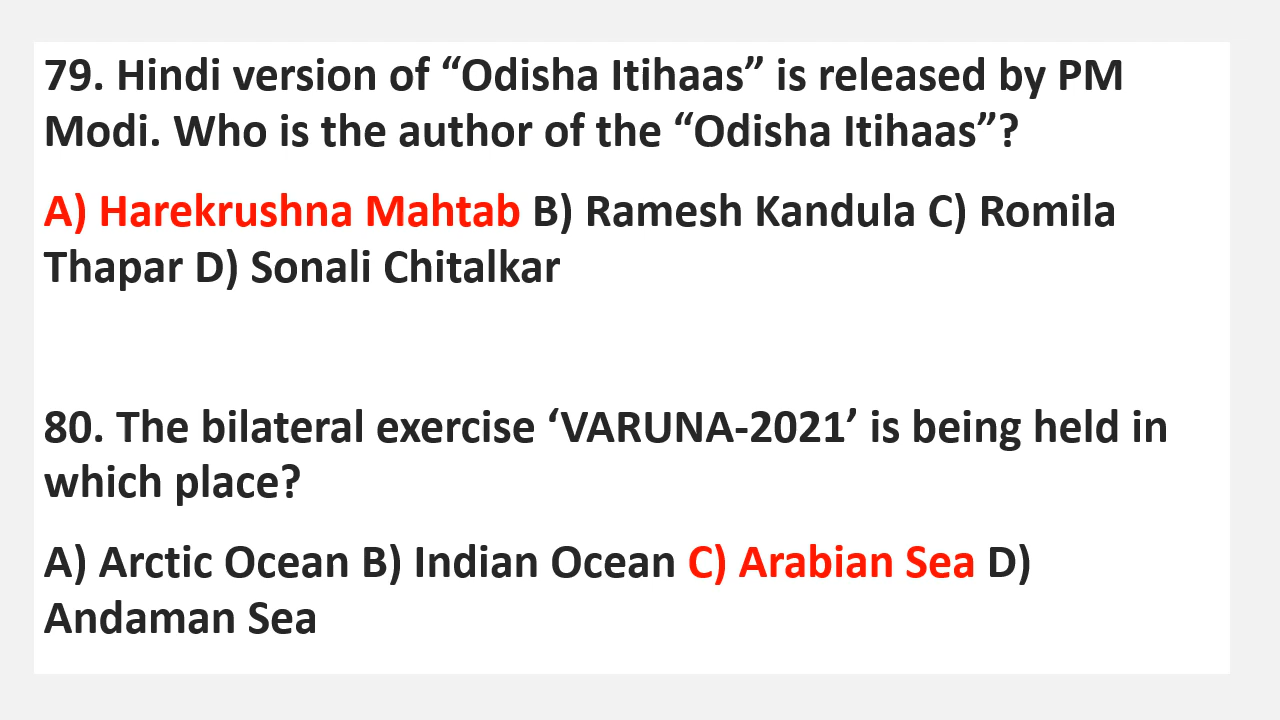 79. Hindi version of “Odisha Itihaas” is released by PM
Modi. Who is the author of the “Odisha Itihaas”?
A) Harekrushna Mahtab B) Ramesh Kandula C) Romila
Thapar D) Sonali Chitalkar
80. The bilateral exercise ‘VARUNA-2021’ is being held in
which place?
A) Arctic Ocean B) Indian Ocean C) Arabian Sea D)
Andaman Sea